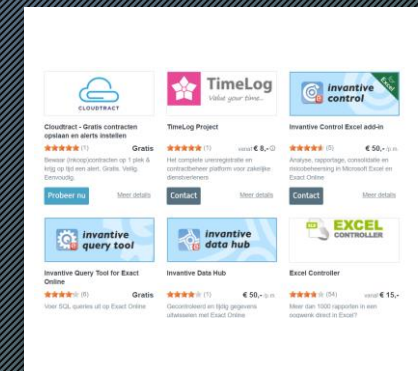 CLOUDTRACT
TimeLog
Value your time...
invantive
control
for Excel
Cloudtract - Gratis contracten
opslaan en alerts instellen
TimeLog Project
Invantive Control Excel add-in
(1) Gratis
(1) vanaf € 8,-
(5) € 50,- /p.m
Bewaar (inkoop)contracten op 1 plek &
krijg op tijd een alert. Gratis. Veilig.
Eenvoudig.
Het complete urenregistratie en
contractbeheer platform voor zakelijke
dienstverleners
Analyse, rapportage, consolidatie en
risicobeheersing in Microsoft Excel en
Exact Online
Probeer nu Meer details
Contact Meer details
Contact Meer details
invantive
query tool
invantive
data hub
EXCEL
CONTROLLER
Invantive Query Tool for Exact
Online
Invantive Data Hub
Excel Controller
(6) Gratis
(1) € 50,- /p.m
(54) vanaf € 15,-
Voer SQL queries uit op Exact Online
Gecontroleerd en tijdig gegevens
uitwisselen met Exact Online
Meer dan 1000 rapporten in een
oogwenk direct in Excel?